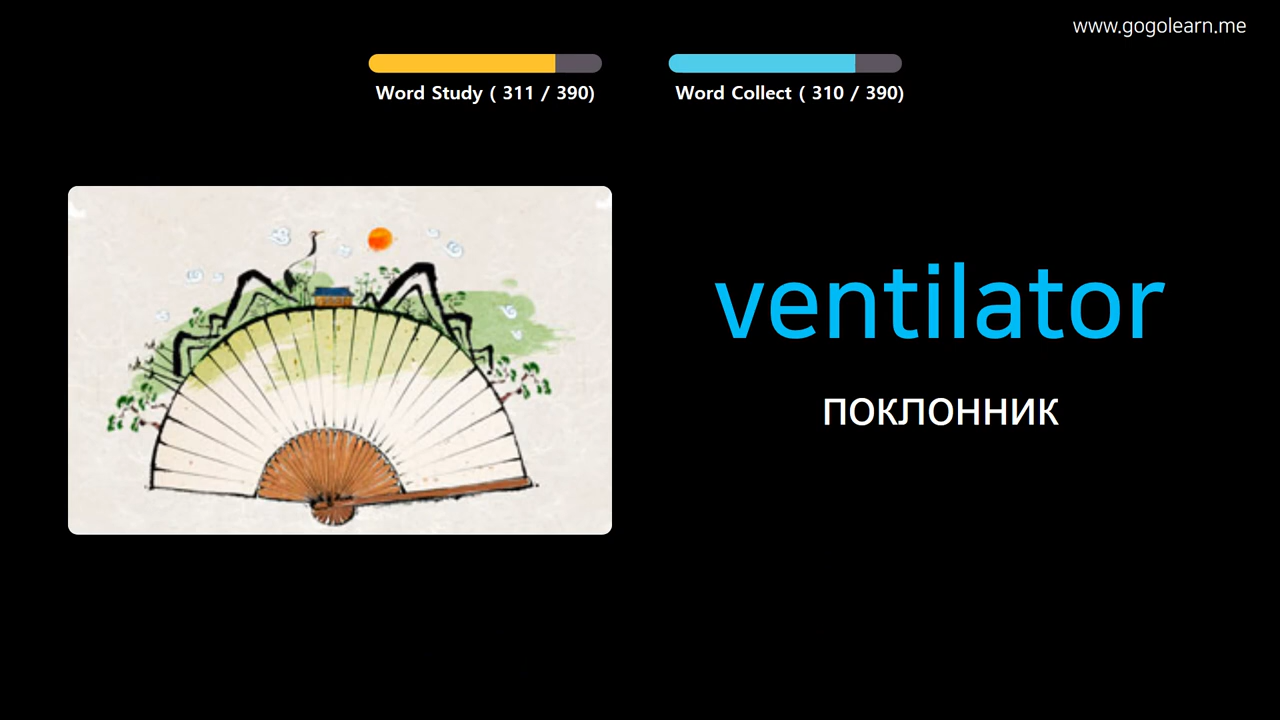 www.gogolearn.me
Word Study ( 311 / 390)
Word Collect ( 310 / 390)
ventilator
поклонник